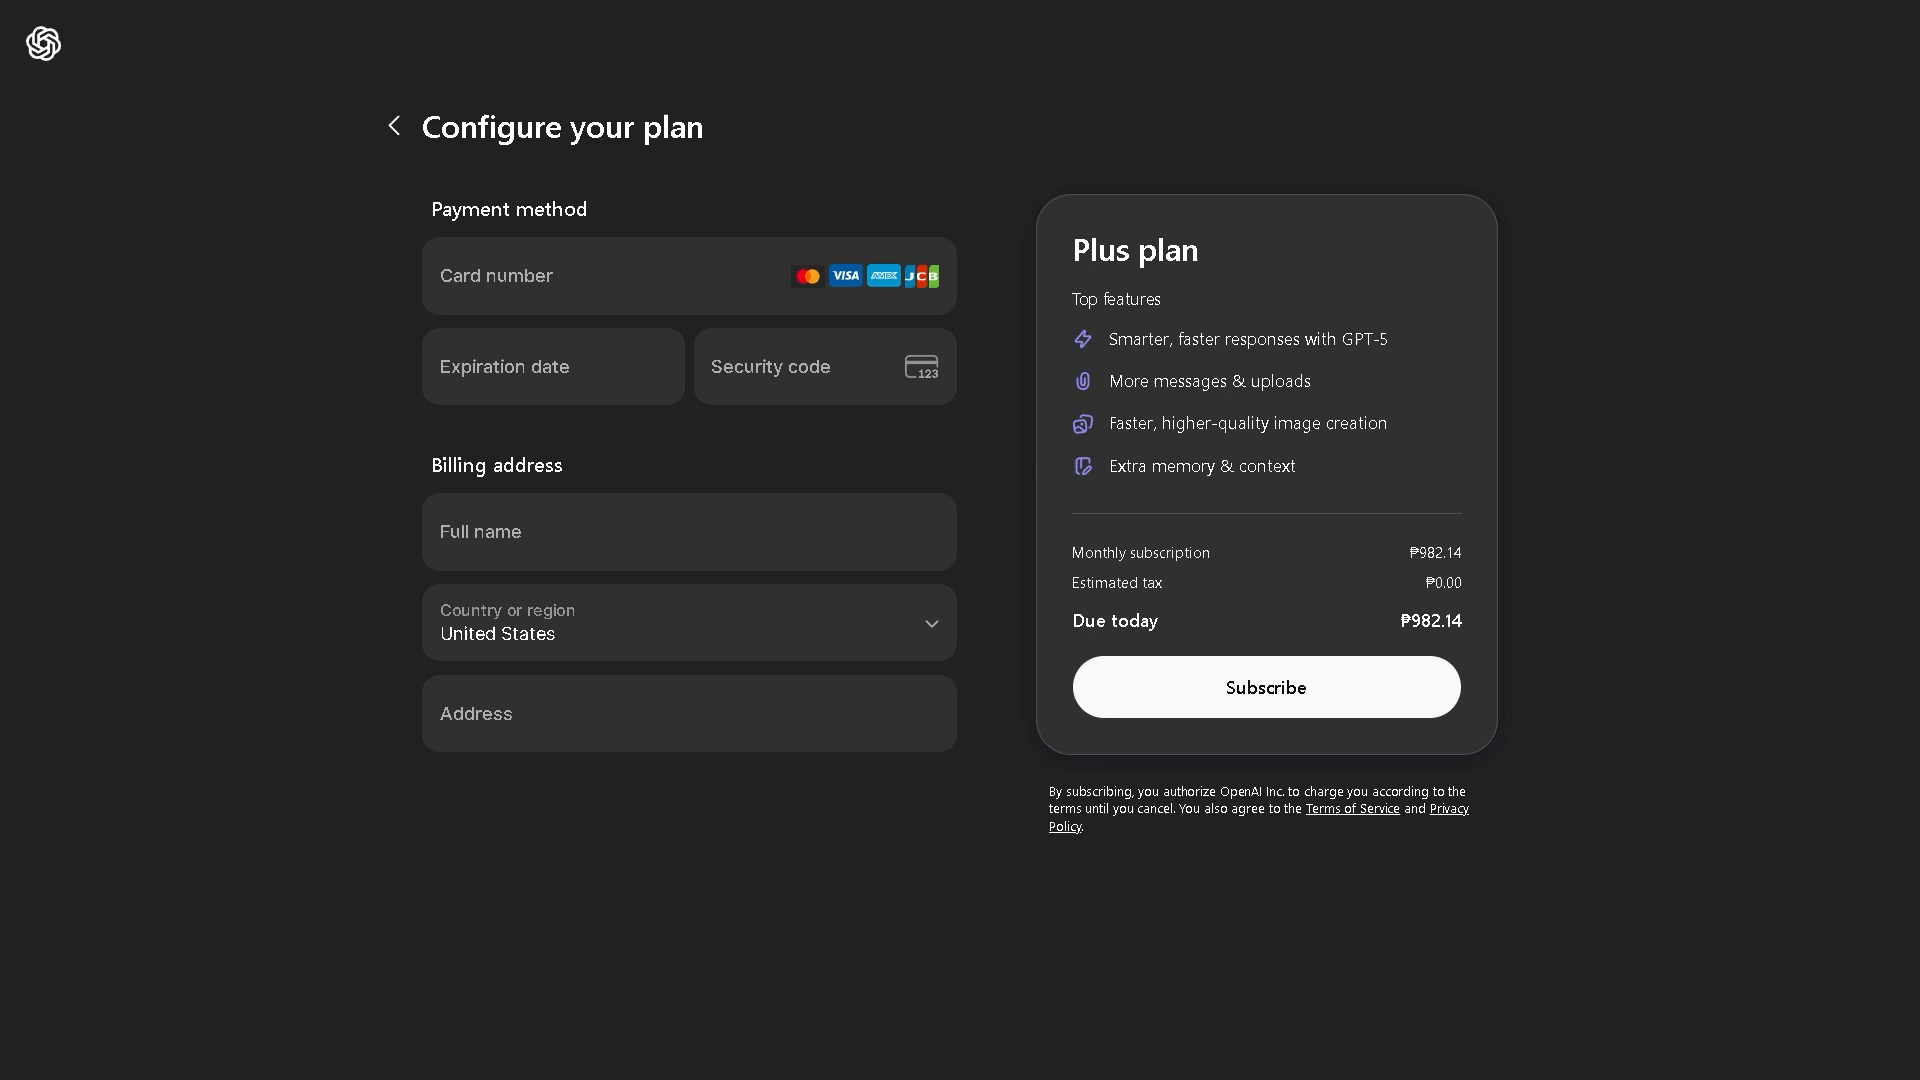 Configure your plan
Payment method
Card number
VISA
AMEX
JCB
Expiration date
Security code
123
Billing address
Full name
Country or region
United States
Address
Plus plan
Top features
Smarter, faster responses with GPT-5
More messages & uploads
Faster, higher-quality image creation
Extra memory & context
Monthly subscription ₱982.14
Estimated tax ₱0.00
Due today ₱982.14
Subscribe
By subscribing, you authorize OpenAI Inc. to charge you according to the
terms until you cancel. You also agree to the Terms of Service and Privacy
Policy.